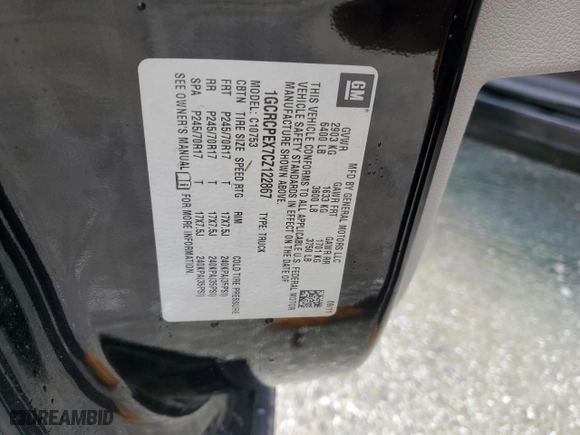 GM
MFD BY GENERAL MOTORS LLC
GVWR GAWR FRT GAWR RR
2903 KG 1633 KG 1701 KG
6400 LB 3600 LB 3750 LB
08/11
THIS VEHICLE CONFORMS TO ALL APPLICABLE U.S. FEDERAL MOTOR
VEHICLE SAFETY STANDARDS IN EFFECT ON THE DATE OF
MANUFACTURE SHOWN ABOVE.
1GCRCPEX7CZ122867 TYPE: TRUCK
MODEL: C10753
CBTN TIRE SIZE SPEED RTG RIM COLD TIRE PRESSURE
FRT P245/70R17 T 17X7.5J 240KPA(35PSI)
RR P245/70R17 T 17X7.5J 240KPA(35PSI)
SPA P245/70R17 T 17X7.5J 240KPA(35PSI)
SEE OWNER'S MANUAL FOR MORE INFORMATION
DREAMBID